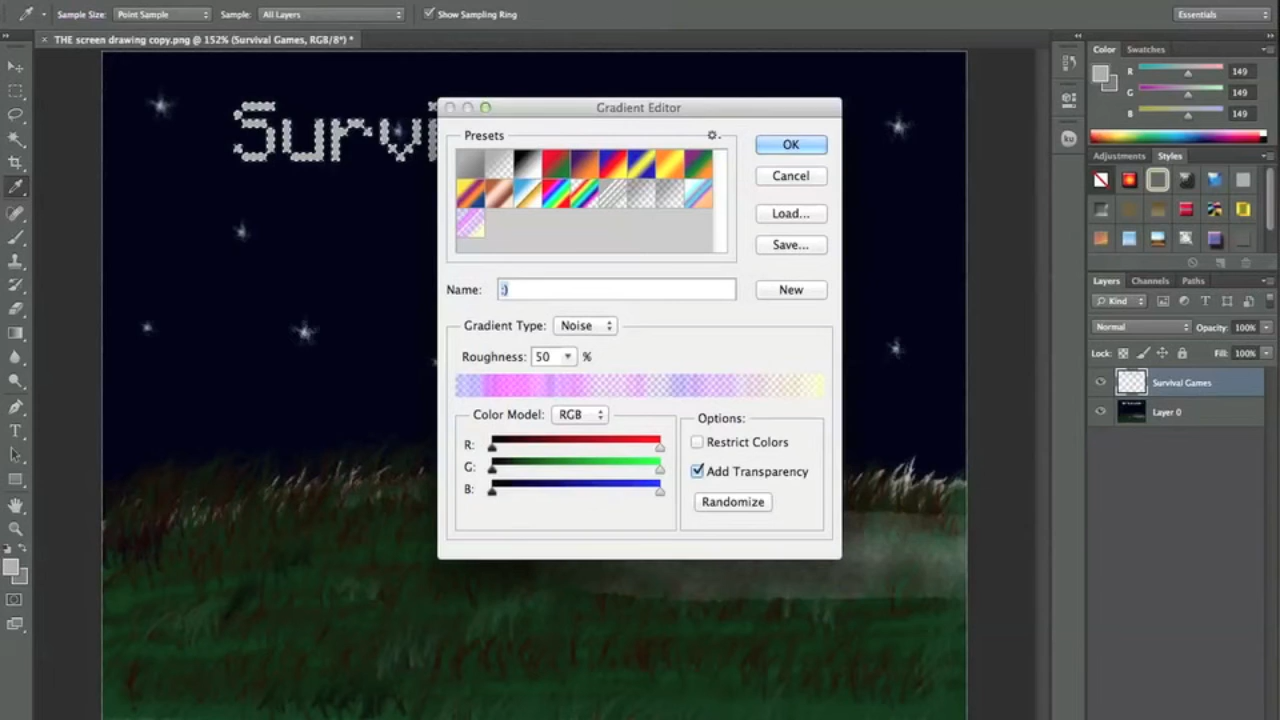 Sample Size: Point Sample Sample: All Layers Show Sampling Ring Essentials
× THE screen drawing copy.png @ 152% (Survival Games, RGB/8*) *
Color Swatches
R 149
G 149
B 149
Surv
Gradient Editor
Presets
OK
Cancel
Load...
Save...
Name: :) New
Gradient Type: Noise
Roughness: 50 %
Color Model: RGB
R:
G:
B:
Options:
Restrict Colors
Add Transparency
Randomize
Adjustments Styles
Layers Channels Paths
Kind
Normal Opacity: 100%
Lock: Fill: 100%
Survival Games
Layer 0
ku